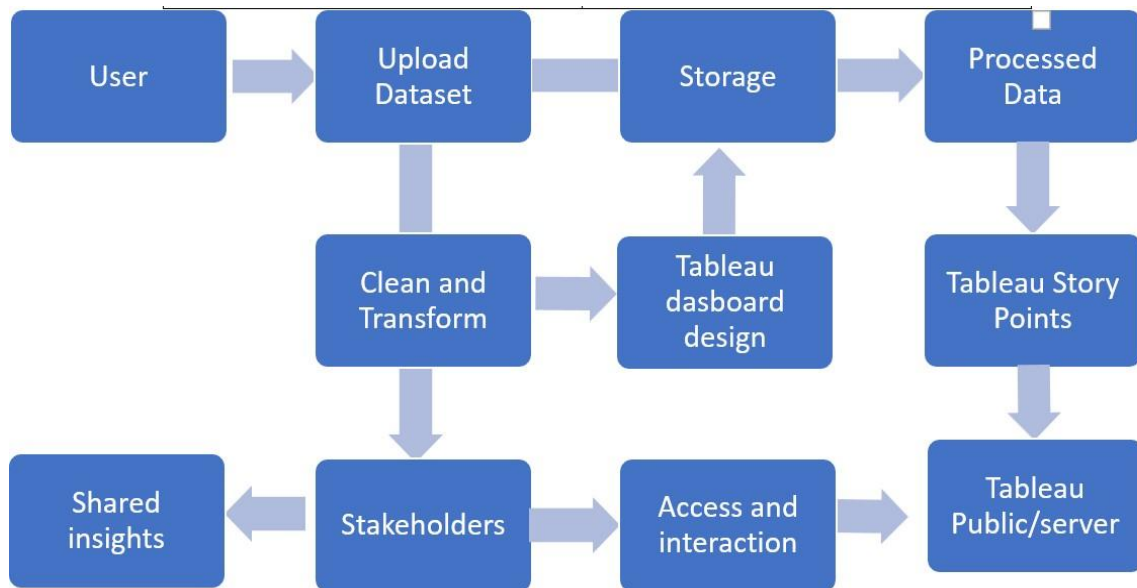 User
Upload
Dataset
Storage
Processed
Data
Clean and
Transform
Tableau
dasboard
design
Tableau Story
Points
Shared
insights
Stakeholders
Access and
interaction
Tableau
Public/server